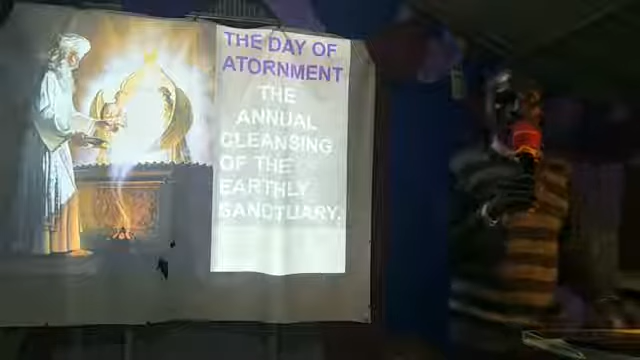 THE DAY OF
ATORNMENT
THE
ANNUAL
CLEANSING
OF THE
EARTHLY
SANCTUARY.